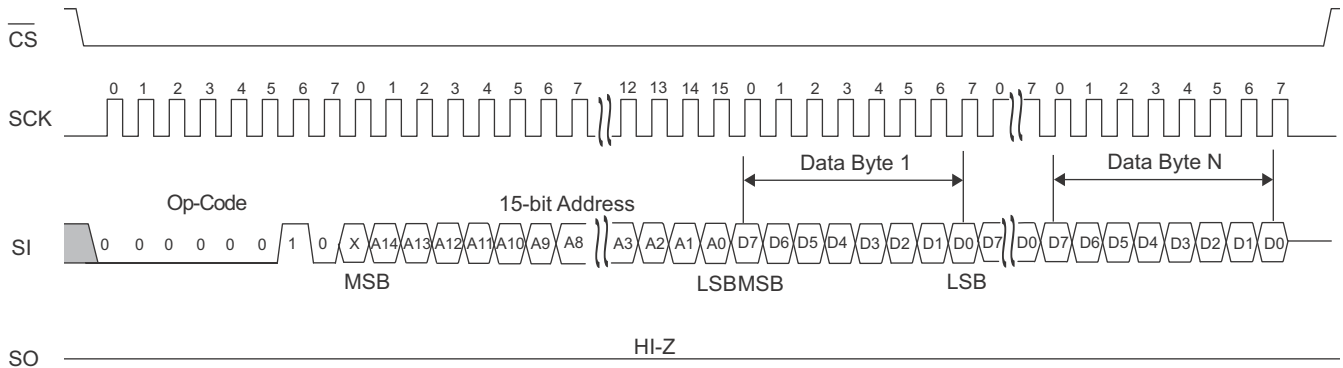 CS
0 1 2 3 4 5 6 7 0 1 2 3 4 5 6 7 12 13 14 15 0 1 2 3 4 5 6 7 0 7 0 1 2 3 4 5 6 7
SCK
Data Byte 1 Data Byte N
Op-Code 15-bit Address
SI 0 0 0 0 0 0 1 0 X A14 A13 A12 A11 A10 A9 A8 A3 A2 A1 A0 D7 D6 D5 D4 D3 D2 D1 D0 D7 D0 D7 D6 D5 D4 D3 D2 D1 D0
MSB LSB MSB LSB
HI-Z
SO